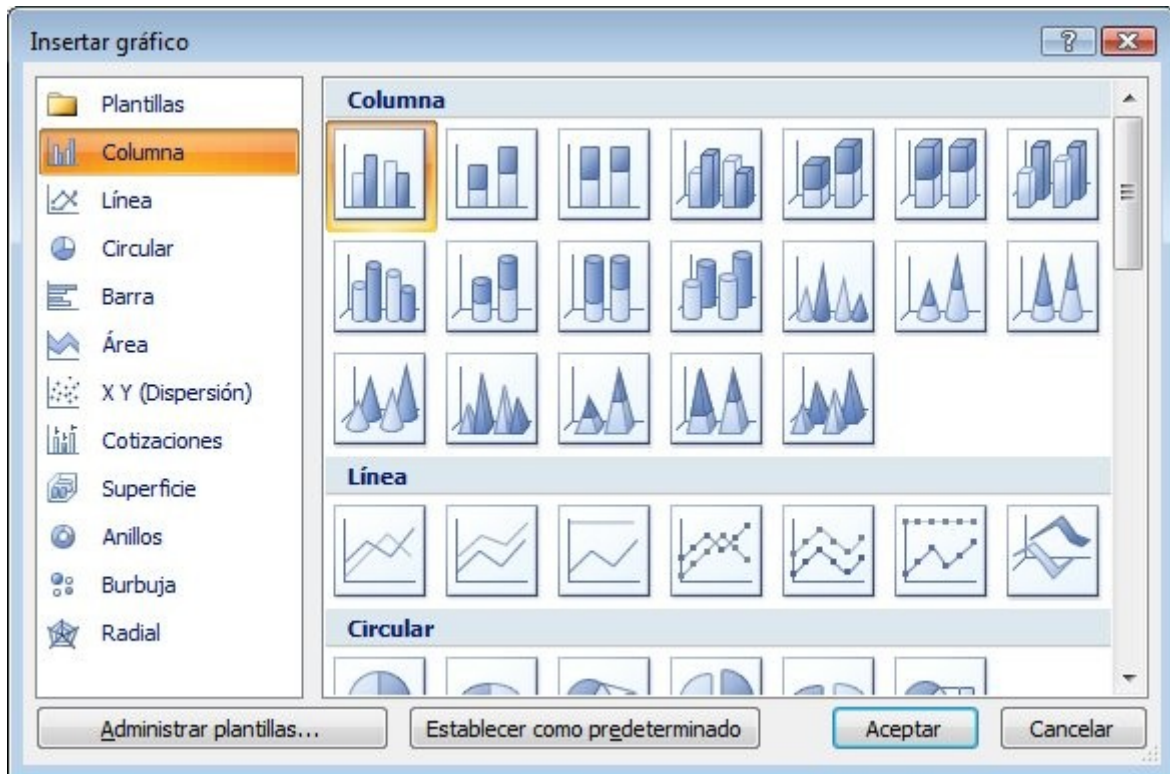 Insertar gráfico
Plantillas
Columna
Línea
Circular
Barra
Área
X Y (Dispersión)
Cotizaciones
Superficie
Anillos
Burbuja
Radial
Columna
Línea
Circular
Administrar plantillas...
Establecer como predeterminado
Aceptar
Cancelar